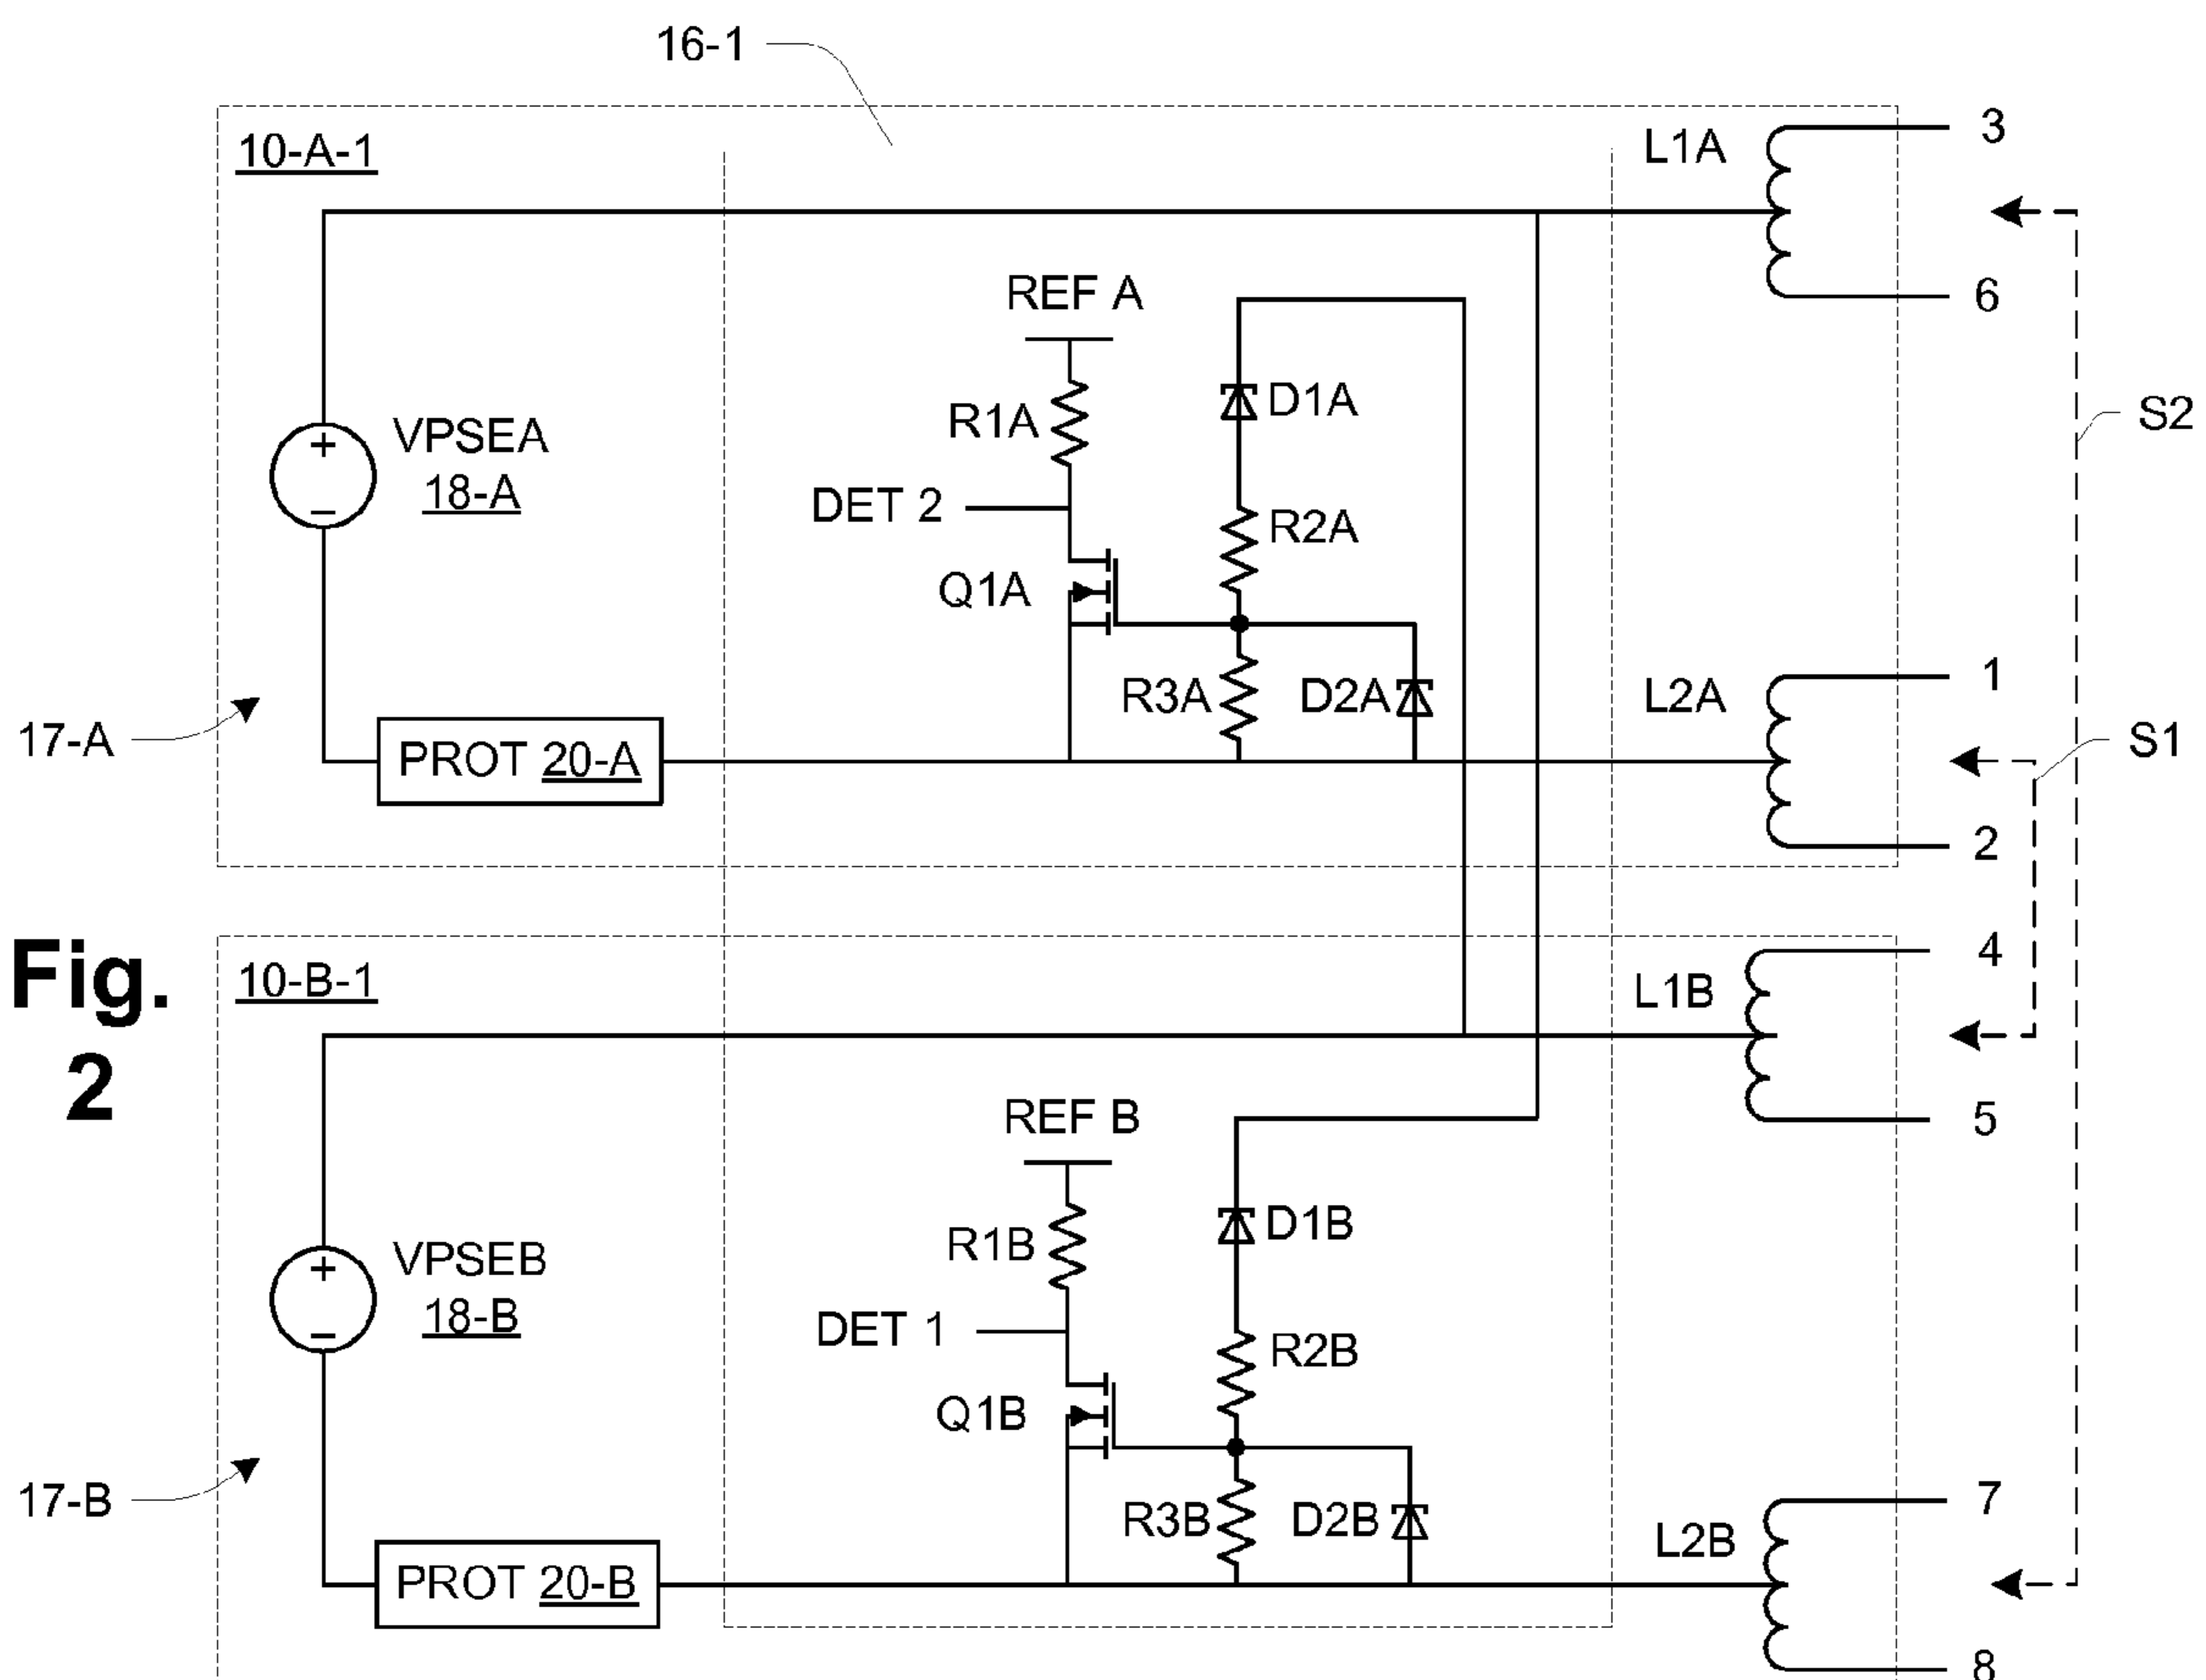 16-1
10-A-1
L1A
3
6
REF A
R1A
D1A
S2
VPSEA
18-A
DET 2
R2A
Q1A
R3A
D2A
L2A
1
S1
17-A
PROT 20-A
2
Fig.
2
10-B-1
L1B
4
5
REF B
R1B
D1B
VPSEB
18-B
DET 1
R2B
Q1B
R3B
D2B
L2B
7
17-B
PROT 20-B
8
+
−
+
−